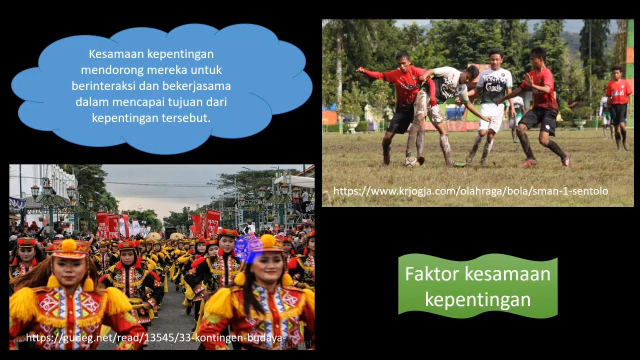 Kesamaan kepentingan
mendorong mereka untuk
berinteraksi dan bekerjasama
dalam mencapai tujuan dari
kepentingan tersebut.
https://www.krjogja.com/olahraga/bola/sman-1-sentolo
https://gudeg.net/read/13545/33-kontingen-budaya-
Faktor kesamaan
kepentingan